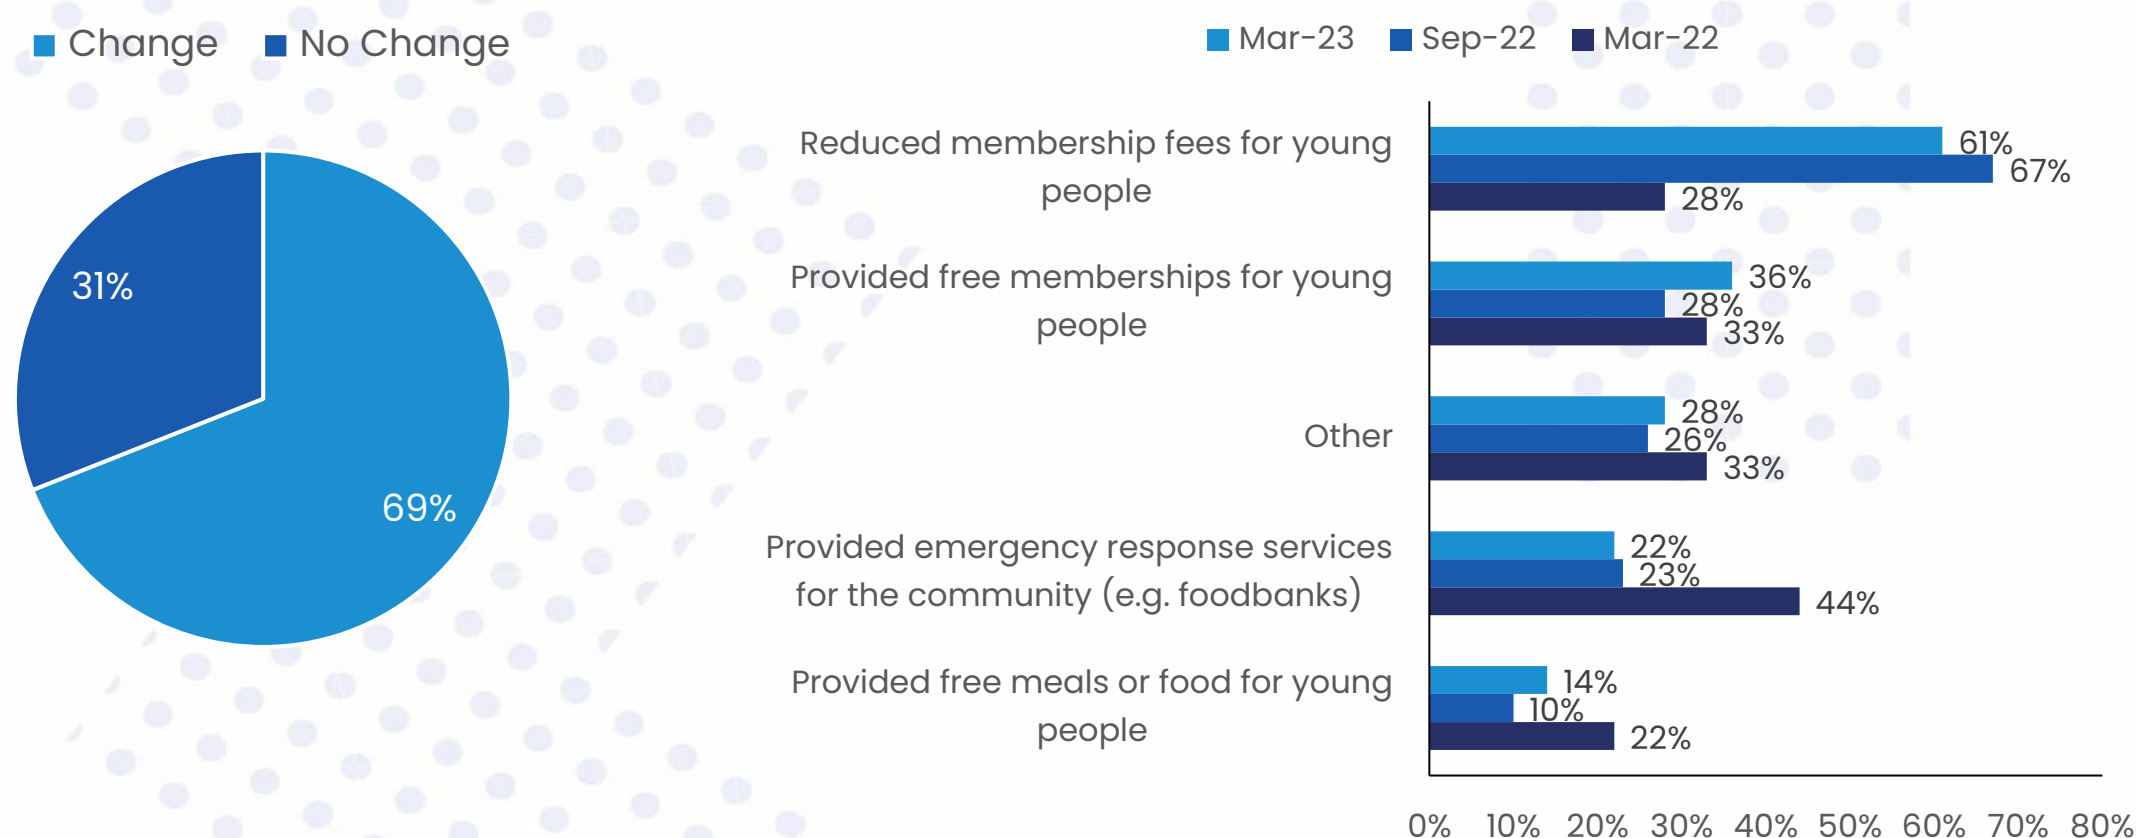 Change No Change
31%
69%
Mar-23 Sep-22 Mar-22
Reduced membership fees for young
people
61%
67%
28%
Provided free memberships for young
people
36%
28%
33%
Other
28%
26%
33%
Provided emergency response services
for the community (e.g. foodbanks)
22%
23%
44%
Provided free meals or food for young
people
14%
10%
22%
0% 10% 20% 30% 40% 50% 60% 70% 80%